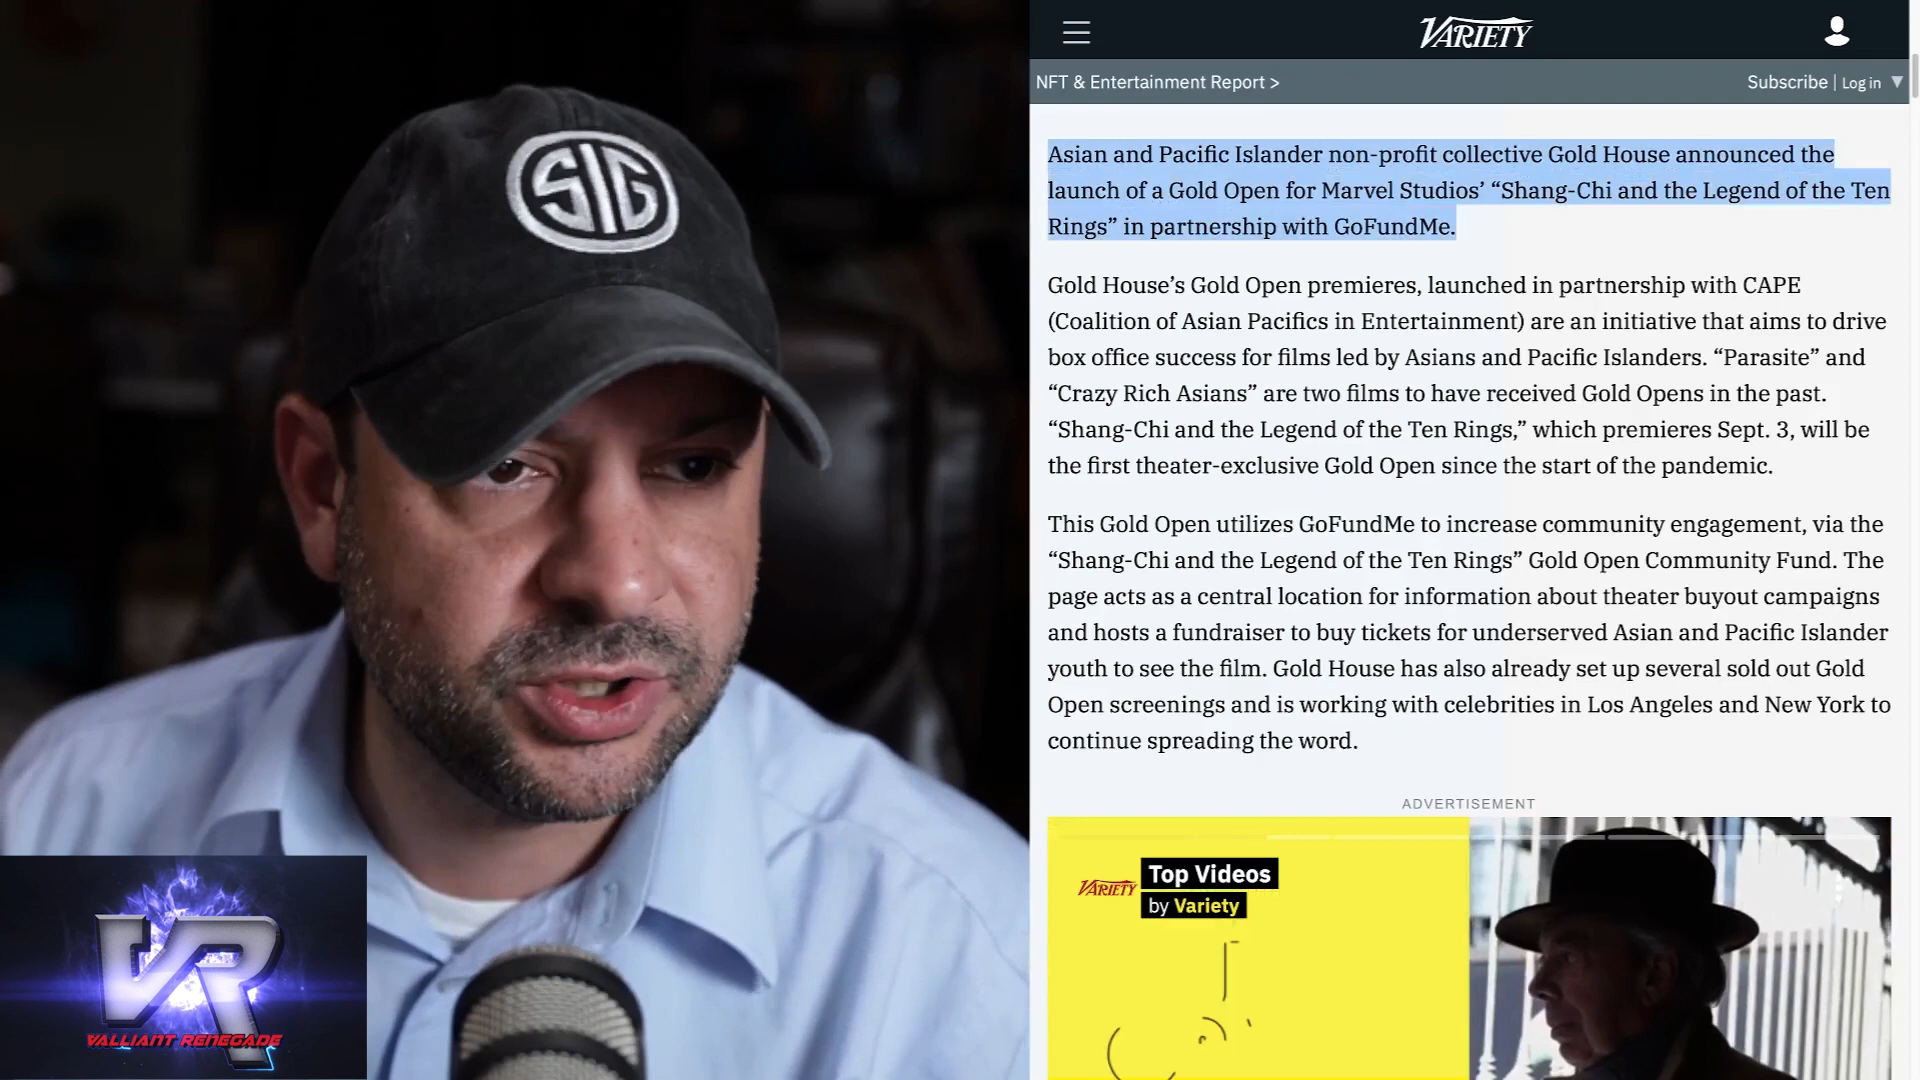 SIG
VR
VALLIANT RENEGADE
VARIETY
NFT & Entertainment Report >
Subscribe | Log in ▼
Asian and Pacific Islander non-profit collective Gold House announced the
launch of a Gold Open for Marvel Studios’ “Shang-Chi and the Legend of the Ten
Rings” in partnership with GoFundMe.
Gold House’s Gold Open premieres, launched in partnership with CAPE
(Coalition of Asian Pacifics in Entertainment) are an initiative that aims to drive
box office success for films led by Asians and Pacific Islanders. “Parasite” and
“Crazy Rich Asians” are two films to have received Gold Opens in the past.
“Shang-Chi and the Legend of the Ten Rings,” which premieres Sept. 3, will be
the first theater-exclusive Gold Open since the start of the pandemic.
This Gold Open utilizes GoFundMe to increase community engagement, via the
“Shang-Chi and the Legend of the Ten Rings” Gold Open Community Fund. The
page acts as a central location for information about theater buyout campaigns
and hosts a fundraiser to buy tickets for underserved Asian and Pacific Islander
youth to see the film. Gold House has also already set up several sold out Gold
Open screenings and is working with celebrities in Los Angeles and New York to
continue spreading the word.
ADVERTISEMENT
VARIETY
Top Videos
by Variety